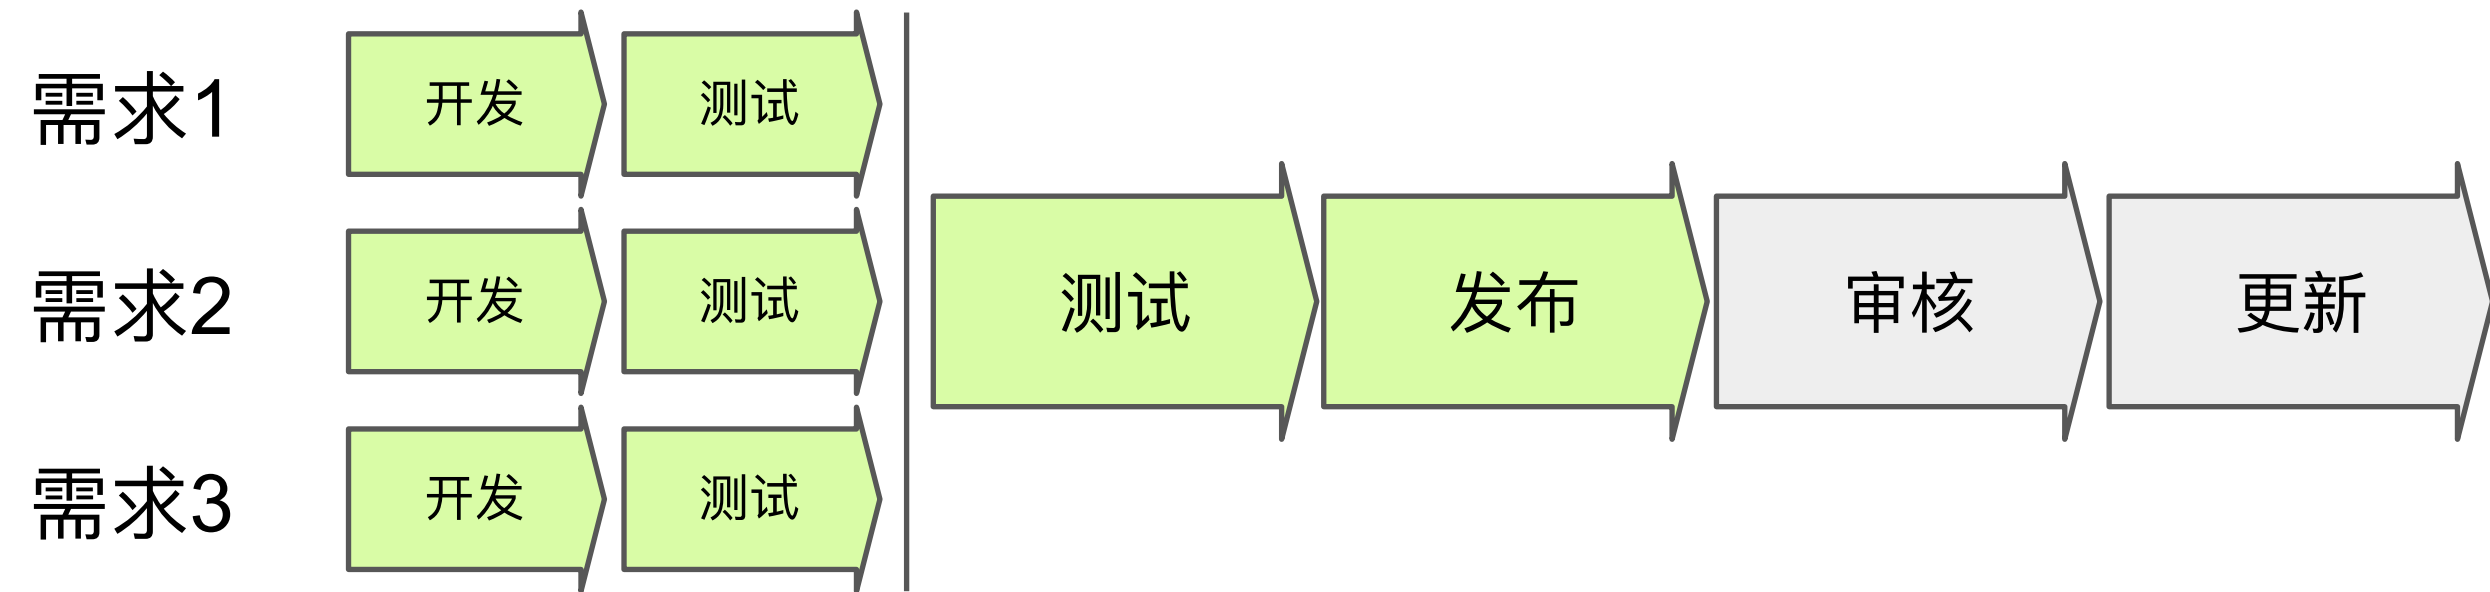 需求1 开发 测试
需求2 开发 测试 测试 发布 审核 更新
需求3 开发 测试